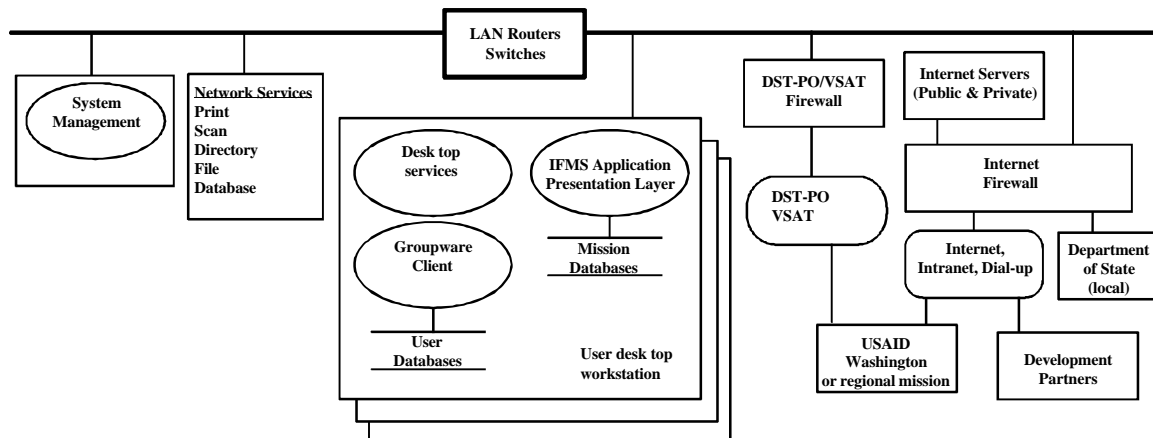 LAN Routers
Switches
System
Management
Network Services
Print
Scan
Directory
File
Database
Desk top
services
IFMS Application
Presentation Layer
Groupware
Client
Mission
Databases
User
Databases
User desk top
workstation
DST-PO/VSAT
Firewall
DST-PO
VSAT
Internet Servers
(Public & Private)
Internet
Firewall
Internet,
Intranet, Dial-up
Department
of State
(local)
USAID
Washington
or regional mission
Development
Partners